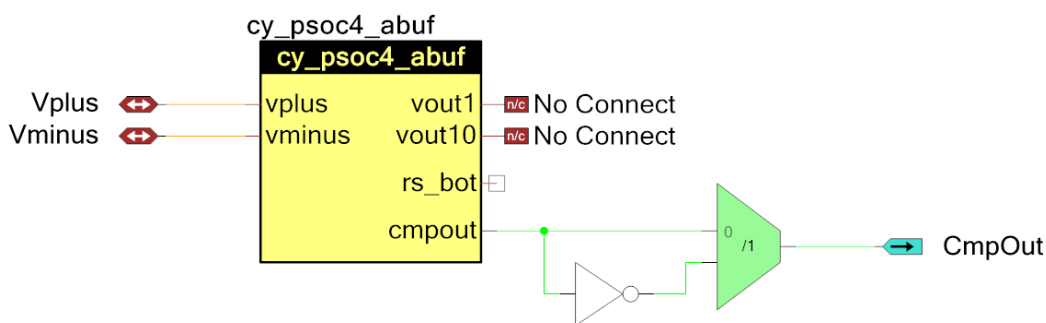 cy_psoc4_abuf
cy_psoc4_abuf
Vplus vplus vout1 n/c No Connect
Vminus vminus vout10 n/c No Connect
rs_bot
cmpout 0
/1 CmpOut